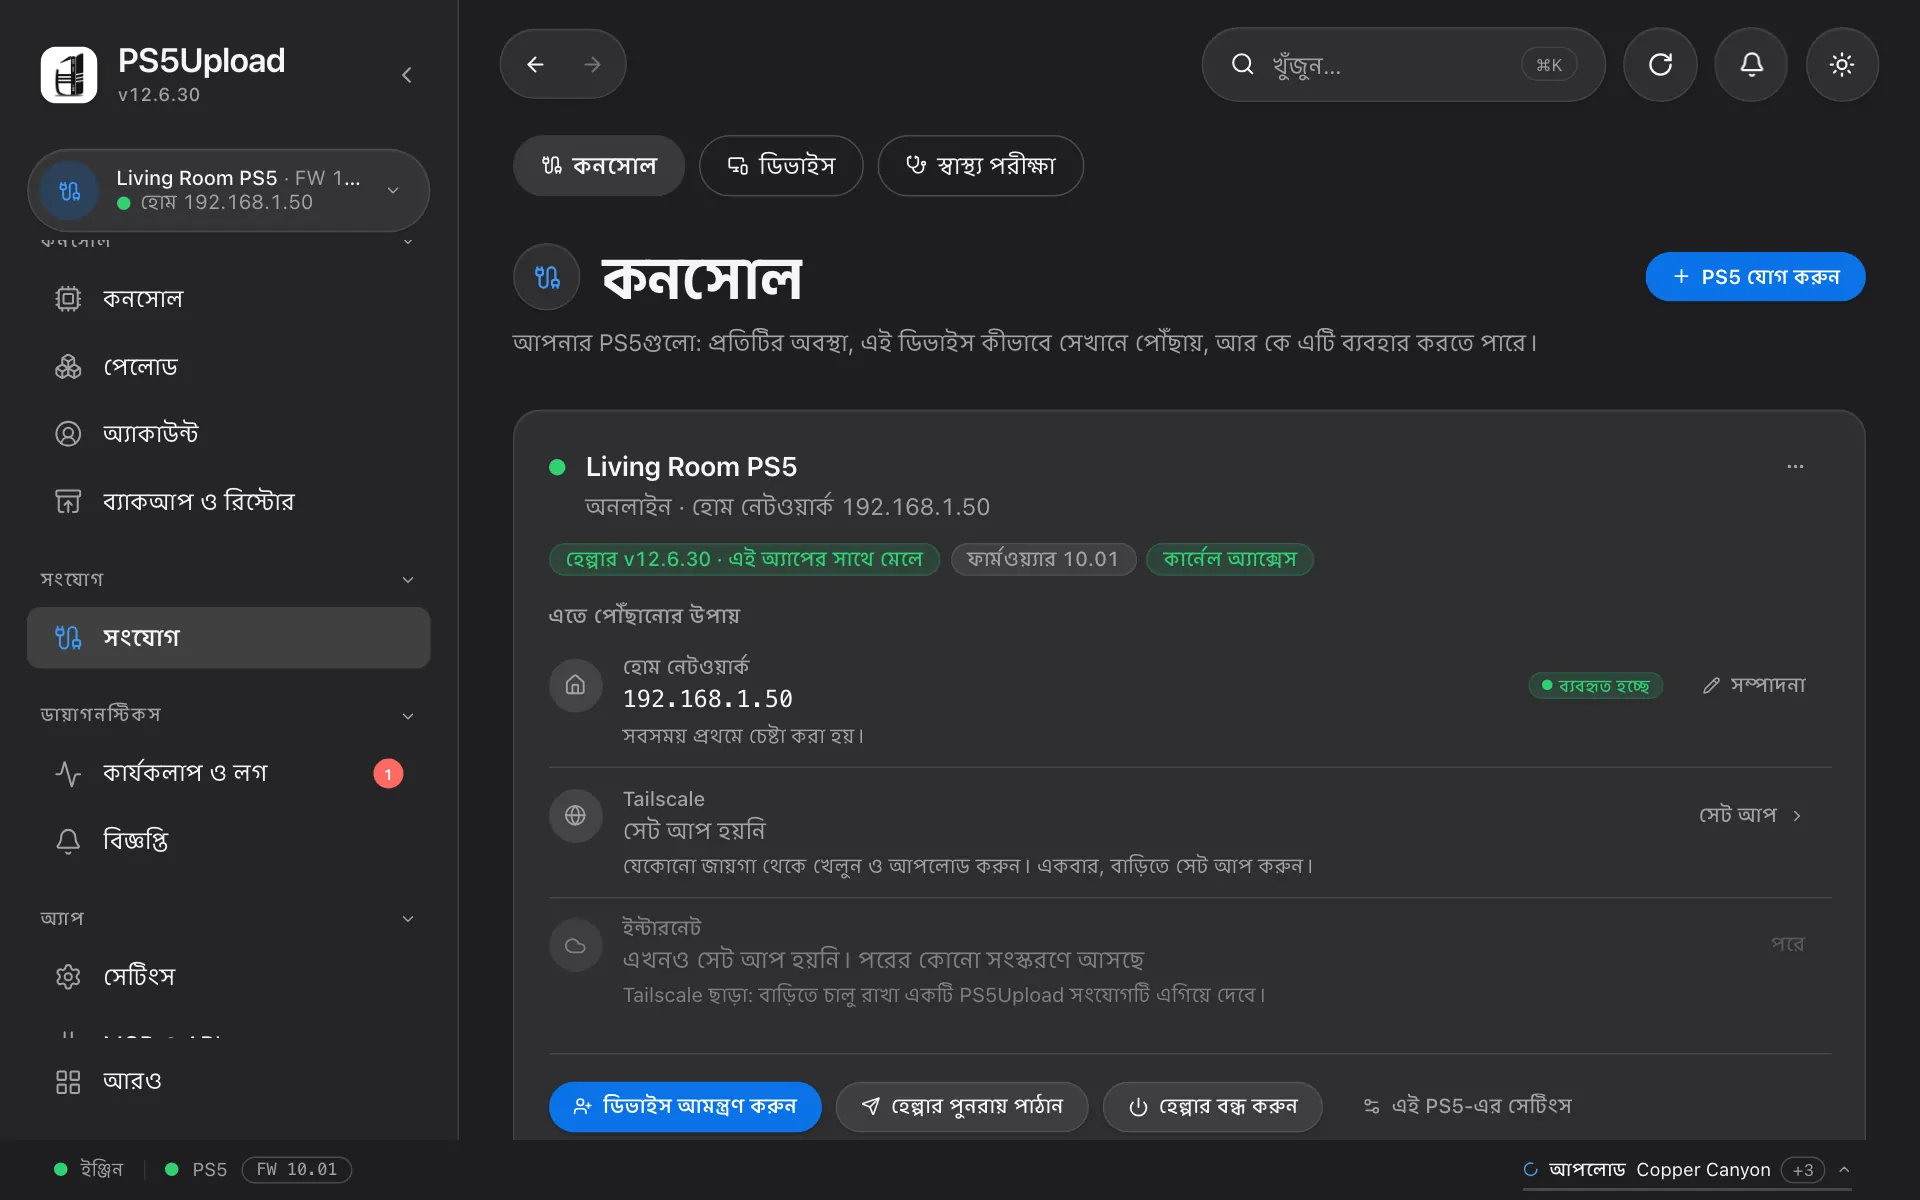 PS5Upload
v12.6.30
Living Room PS5 · FW 1...
হোম 192.168.1.50
কনসোল
কনসোল
পেলোড
অ্যাকাউন্ট
ব্যাকআপ ও রিস্টোর
সংযোগ
সংযোগ
ডায়াগনস্টিকস
কার্যকলাপ ও লগ
1
বিজ্ঞপ্তি
অ্যাপ
সেটিংস
আরও
খুঁজুন...
⌘K
কনসোল
ডিভাইস
স্বাস্থ্য পরীক্ষা
কনসোল
+ PS5 যোগ করুন
আপনার PS5গুলো: প্রতিটির অবস্থা, এই ডিভাইস কীভাবে সেখানে পৌঁছায়, আর কে এটি ব্যবহার করতে পারে।
Living Room PS5
...
অনলাইন · হোম নেটওয়ার্ক 192.168.1.50
হেল্পার v12.6.30 · এই অ্যাপের সাথে মেলে
ফার্মওয়্যার 10.01
কার্নেল অ্যাক্সেস
এতে পৌঁছানোর উপায়
হোম নেটওয়ার্ক
192.168.1.50
সবসময় প্রথমে চেষ্টা করা হয়।
ব্যবহৃত হচ্ছে
সম্পাদনা
Tailscale
সেট আপ হয়নি
যেকোনো জায়গা থেকে খেলুন ও আপলোড করুন। একবার, বাড়িতে সেট আপ করুন।
সেট আপ
ইন্টারনেট
এখনও সেট আপ হয়নি। পরের কোনো সংস্করণে আসছে
Tailscale ছাড়া: বাড়িতে চালু রাখা একটি PS5Upload সংযোগটি এগিয়ে দেবে।
পরে
ডিভাইস আমন্ত্রণ করুন
হেল্পার পুনরায় পাঠান
হেল্পার বন্ধ করুন
এই PS5-এর সেটিংস
ইঞ্জিন
PS5
FW 10.01
আপলোড Copper Canyon
+3